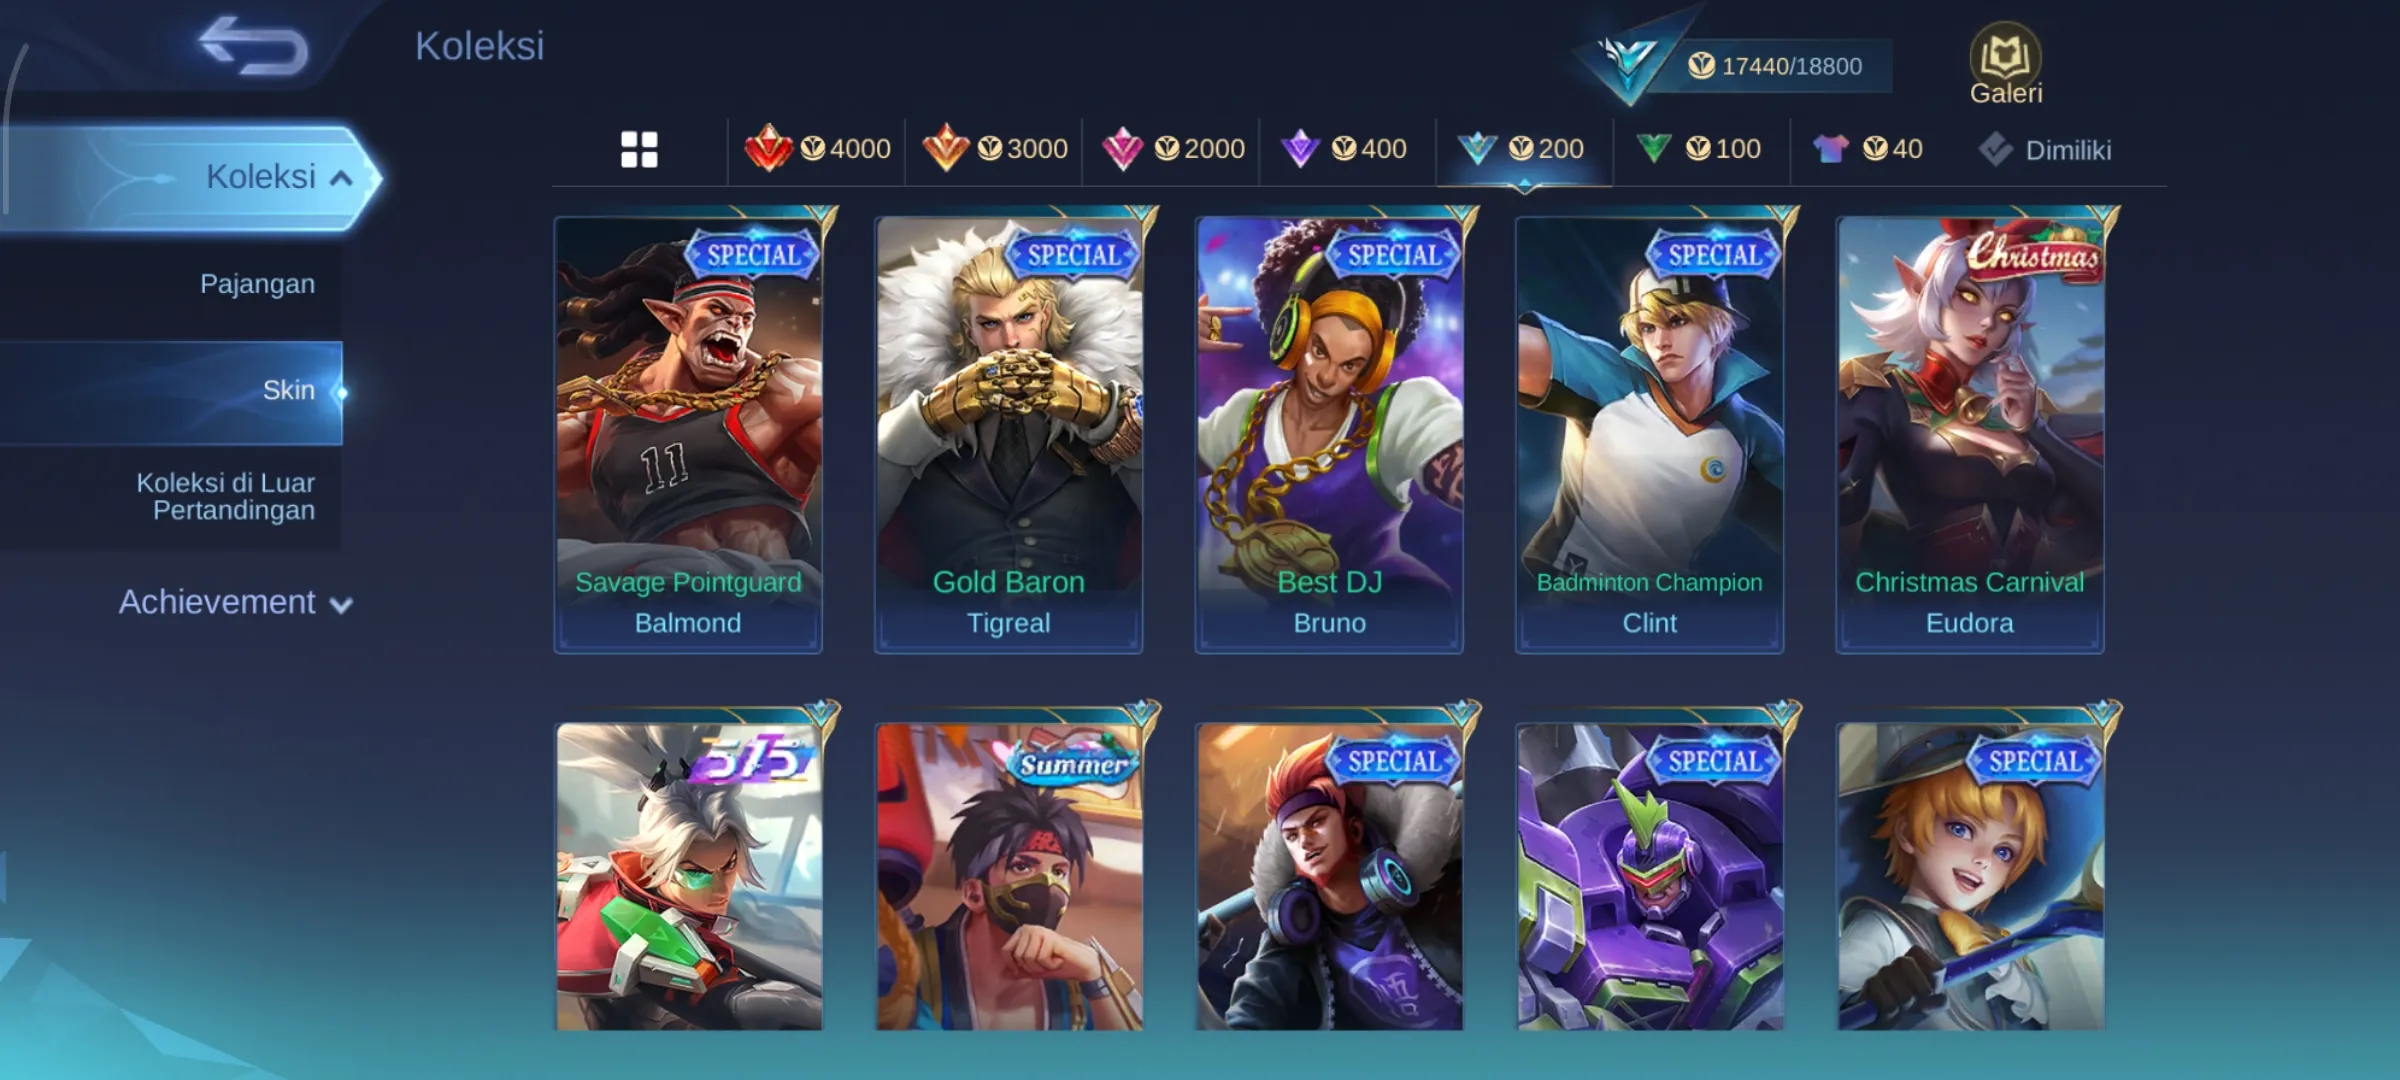 Koleksi
17440/18800
Galeri
4000
3000
2000
400
200
100
40
Dimiliki
Koleksi
Pajangan
Skin
Koleksi di Luar
Pertandingan
Achievement
SPECIAL
SPECIAL
SPECIAL
SPECIAL
Christmas
11
Savage Pointguard
Gold Baron
Best DJ
Badminton Champion
Christmas Carnival
Balmond
Tigreal
Bruno
Clint
Eudora
515
Summer
SPECIAL
SPECIAL
SPECIAL